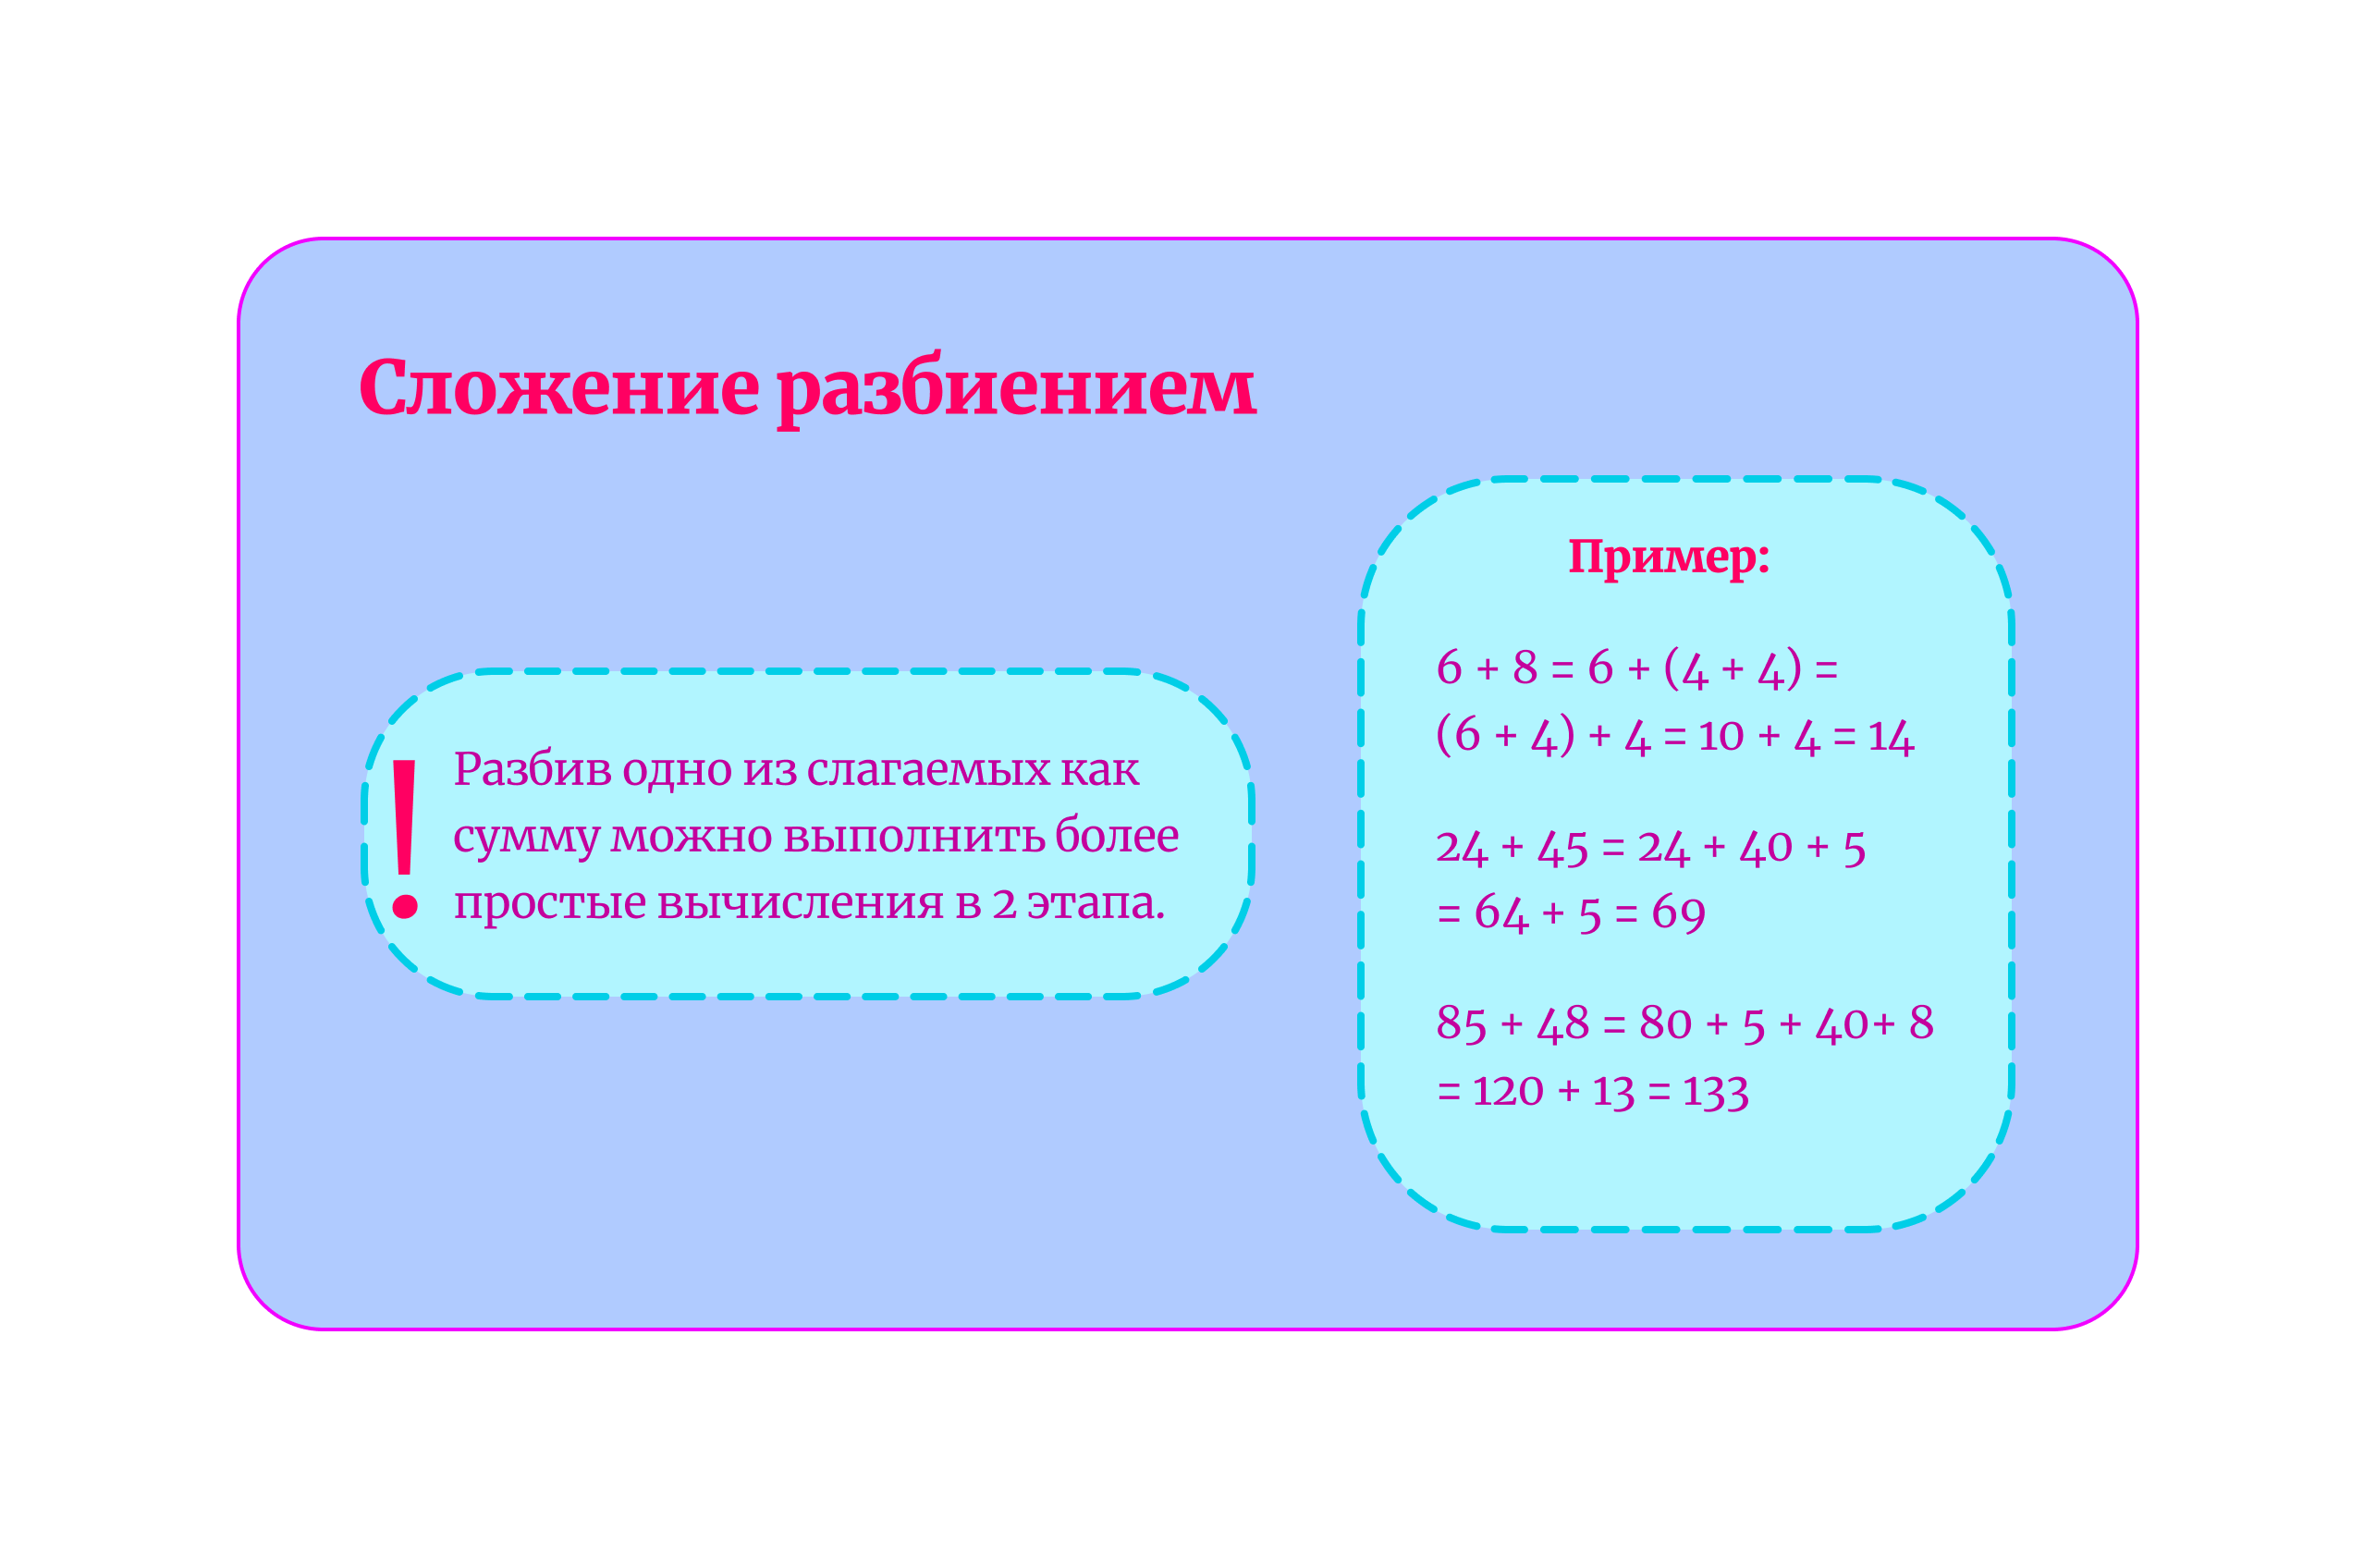 Сложение разбиением
!
Разбив одно из слагаемых как
сумму можно выполнить более
простые вычисления в 2 этапа.
Пример:
6 + 8 = 6 + (4 + 4) =
(6 + 4) + 4 = 10 + 4 = 14
24 + 45 = 24 + 40 + 5
= 64 + 5 = 69
85 + 48 = 80 + 5 + 40+ 8
= 120 + 13 = 133